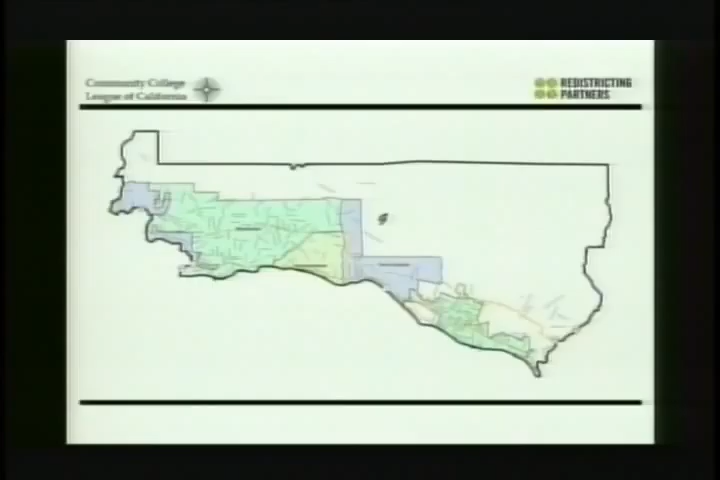 Community College
League of California
REDISTRICTING
PARTNERS